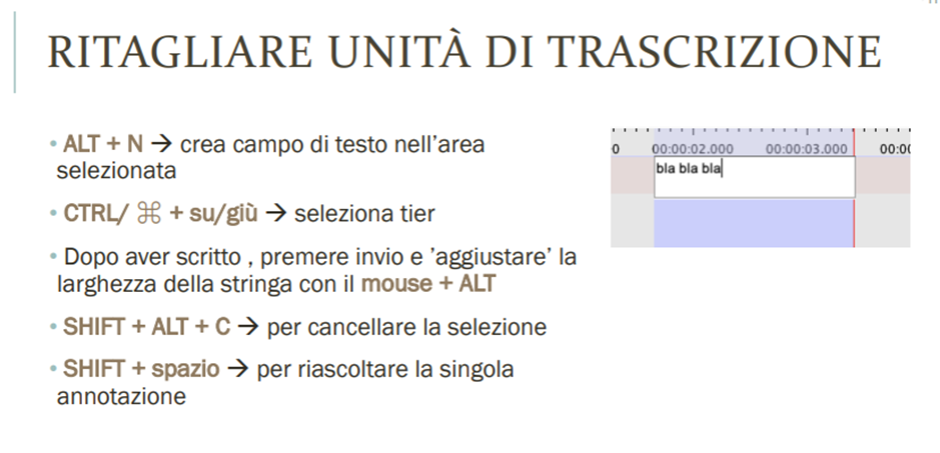 RITAGLIARE UNITÀ DI TRASCRIZIONE
• ALT + N → crea campo di testo nell’area
selezionata
• CTRL/ ⌘ + su/giù → seleziona tier
• Dopo aver scritto , premere invio e ’aggiustare’ la
larghezza della stringa con il mouse + ALT
• SHIFT + ALT + C → per cancellare la selezione
• SHIFT + spazio → per riascoltare la singola
annotazione
0 00:00:02.000 00:00:03.000 00:00
bla bla bla